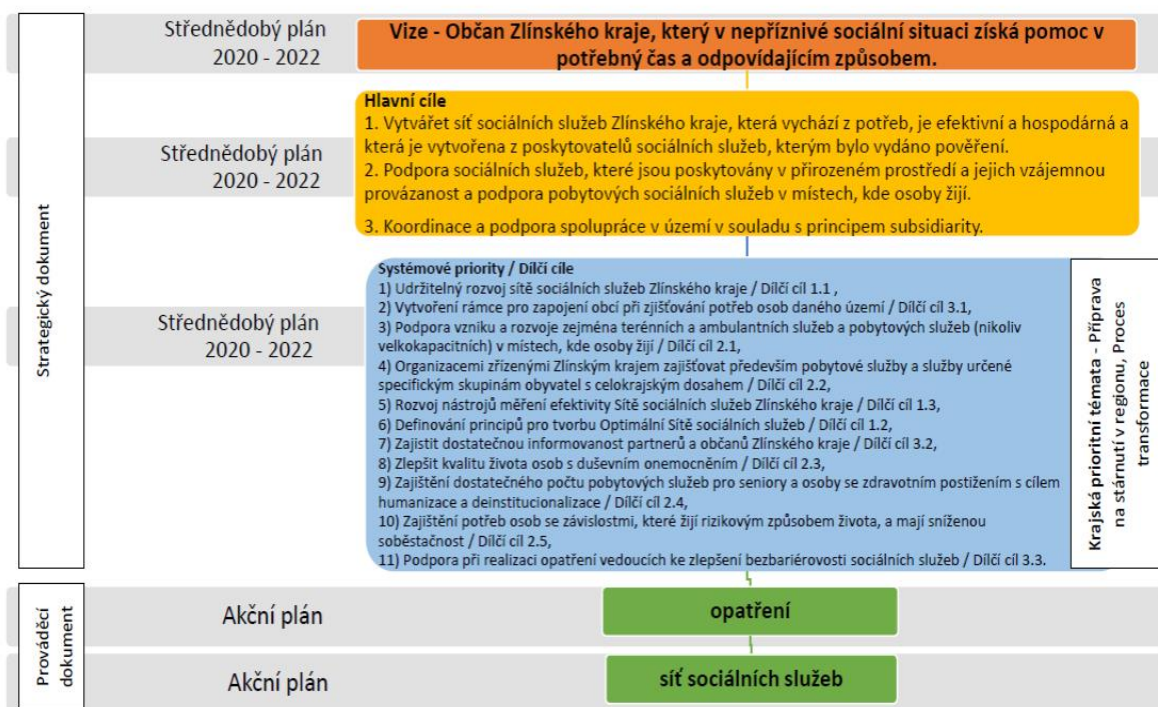 Strategický dokument
Střednědobý plán
2020 - 2022
Vize - Občan Zlínského kraje, který v nepříznivé sociální situaci získá pomoc v
potřebný čas a odpovídajícím způsobem.
Střednědobý plán
2020 - 2022
Hlavní cíle
1. Vytvářet síť sociálních služeb Zlínského kraje, která vychází z potřeb, je efektivní a hospodárná a
která je vytvořena z poskytovatelů sociálních služeb, kterým bylo vydáno pověření.
2. Podpora sociálních služeb, které jsou poskytovány v přirozeném prostředí a jejich vzájemnou
provázanost a podpora pobytových sociálních služeb v místech, kde osoby žijí.
3. Koordinace a podpora spolupráce v území v souladu s principem subsidiarity.
Střednědobý plán
2020 - 2022
Systémové priority / Dílčí cíle
1) Udržitelný rozvoj sítě sociálních služeb Zlínského kraje / Dílčí cíl 1.1 ,
2) Vytvoření rámce pro zapojení obcí při zjišťování potřeb osob daného území / Dílčí cíl 3.1,
3) Podpora vzniku a rozvoje zejména terénních a ambulantních služeb a pobytových služeb (nikoliv
velkokapacitních) v místech, kde osoby žijí / Dílčí cíl 2.1,
4) Organizacemi zřízenými Zlínským krajem zajišťovat především pobytové služby a služby určené
specifickým skupinám obyvatel s celokrajským dosahem / Dílčí cíl 2.2,
5) Rozvoj nástrojů měření efektivity Sítě sociálních služeb Zlínského kraje / Dílčí cíl 1.3,
6) Definování principů pro tvorbu Optimální Sítě sociálních služeb / Dílčí cíl 1.2,
7) Zajistit dostatečnou informovanost partnerů a občanů Zlínského kraje / Dílčí cíl 3.2,
8) Zlepšit kvalitu života osob s duševním onemocněním / Dílčí cíl 2.3,
9) Zajištění dostatečného počtu pobytových služeb pro seniory a osoby se zdravotním postižením s cílem
humanizace a deinstitucionalizace / Dílčí cíl 2.4,
10) Zajištění potřeb osob se závislostmi, které žijí rizikovým způsobem života, a mají sníženou
soběstačnost / Dílčí cíl 2.5,
11) Podpora při realizaci opatření vedoucích ke zlepšení bezbariérovosti sociálních služeb / Dílčí cíl 3.3.
Krajská prioritní témata - Příprava
na stárnutí v regionu, Proces
transformace
Prováděcí
dokument
Akční plán
opatření
Akční plán
síť sociálních služeb